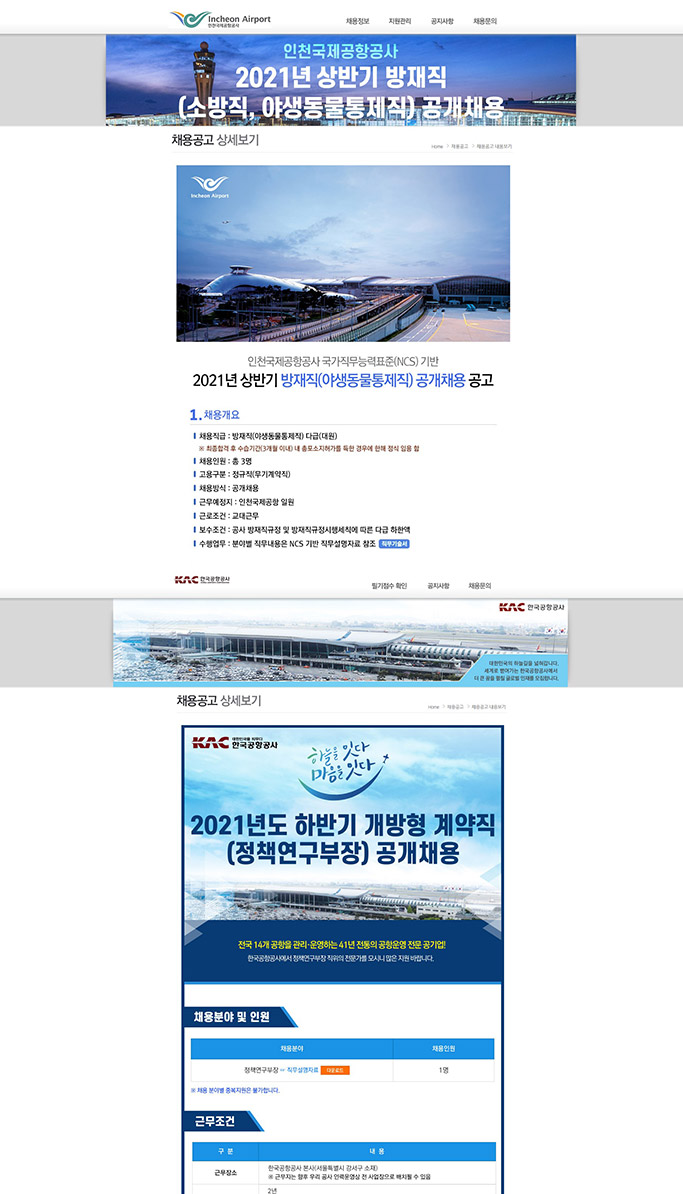 Incheon Airport
인천국제공항공사
채용정보 지원관리 공지사항 채용문의
인천국제공항공사
2021년 상반기 방재직
(소방직, 야생동물통제직) 공개채용
채용공고 상세보기
Home > 채용공고 > 채용공고 내용보기
Incheon Airport
인천국제공항공사 국가직무능력표준(NCS) 기반
2021년 상반기 방재직(야생동물통제직) 공개채용 공고
1. 채용개요
채용직급 : 방재직(야생동물통제직) 다급(대원)
※ 최종합격 후 수습기간(3개월 이내) 내 총포소지허가를 득한 경우에 한해 정식 임용 함
채용인원 : 총 3명
고용구분 : 정규직(무기계약직)
채용방식 : 공개채용
근무예정지 : 인천국제공항 일원
근로조건 : 교대근무
보수조건 : 공사 방재직규정 및 방재직규정시행세칙에 따른 다급 하한액
수행업무 : 분야별 직무내용은 NCS 기반 직무설명자료 참조 직무기술서
KAC 한국공항공사
필기점수 확인 공지사항 채용문의
KAC 한국공항공사
대한민국의 하늘길을 넓혀갑니다.
세계로 뻗어가는 한국공항공사에서
더 큰 꿈을 펼칠 글로벌 인재를 모집합니다.
채용공고 상세보기
Home > 채용공고 > 채용공고 내용보기
KAC 대한민국을 띄우다
한국공항공사
하늘을 잇다
마음을 잇다
2021년도 하반기 개방형 계약직
(정책연구부장) 공개채용
전국 14개 공항을 관리·운영하는 41년 전통의 공항운영 전문 공기업!
한국공항공사에서 정책연구부장 직위의 전문가를 모시니 많은 지원 바랍니다.
채용분야 및 인원
채용분야 채용인원
정책연구부장 직무설명자료 다운로드 1명
※ 채용 분야별 중복지원은 불가합니다.
근무조건
구 분 내 용
근무장소 한국공항공사 본사(서울특별시 강서구 소재)
※ 근무지는 향후 우리 공사 인력운영상 전 사업장으로 배치될 수 있음
2년